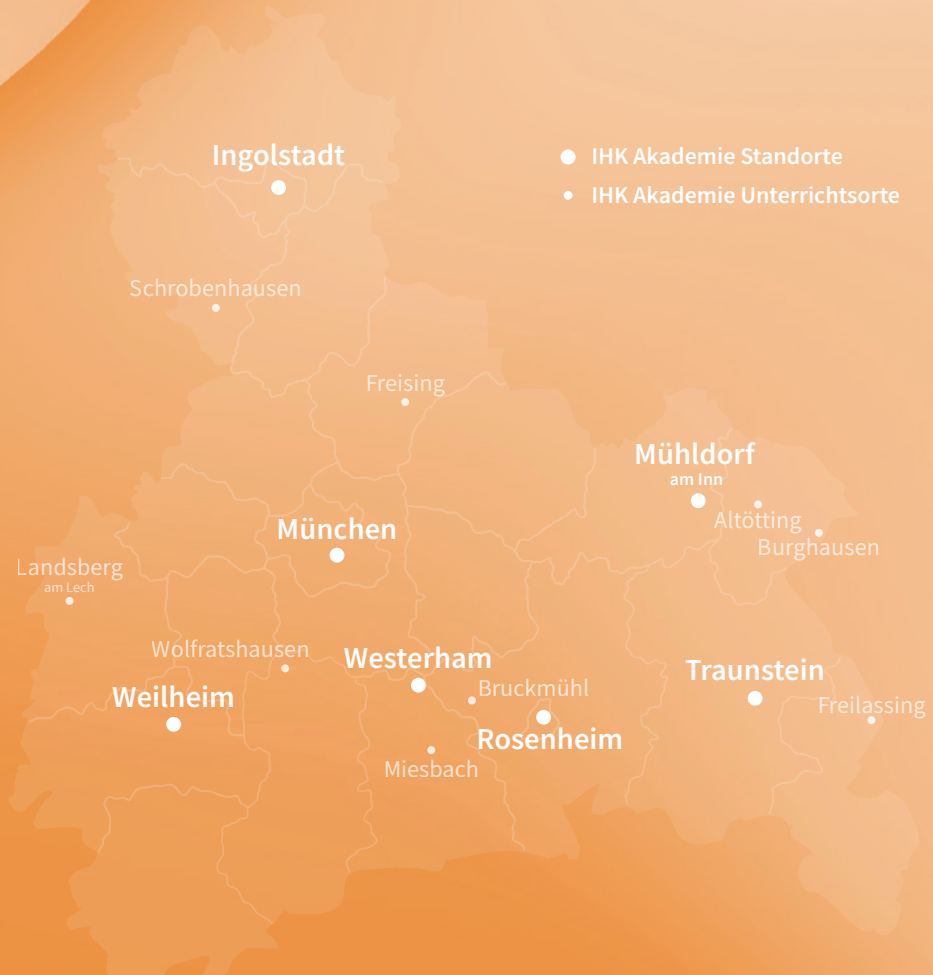 Ingolstadt
IHK Akademie Standorte
IHK Akademie Unterrichtsorte
Schrobenhausen
Freising
Mühldorf
am Inn
Altötting
München
Burghausen
Landsberg
am Lech
Wolfratshausen
Westerham
Traunstein
Bruckmühl
Weilheim
Freilassing
Rosenheim
Miesbach